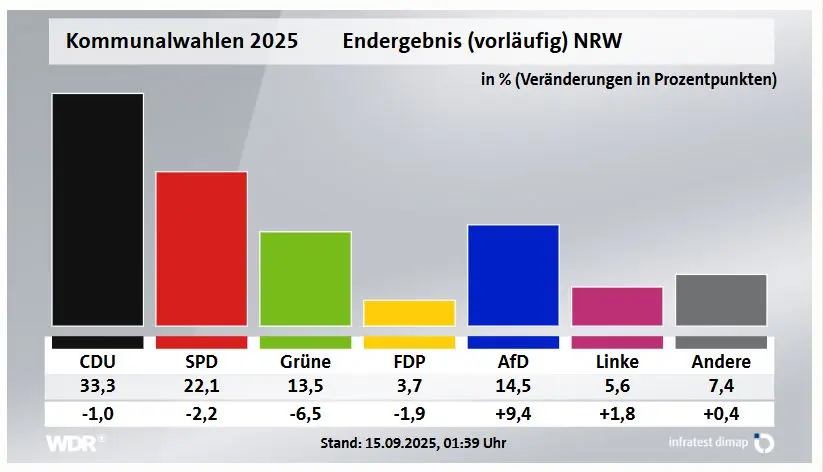 Kommunalwahlen 2025 Endergebnis (vorläufig) NRW
in % (Veränderungen in Prozentpunkten)
CDU SPD Grüne FDP AfD Linke Andere
33,3 22,1 13,5 3,7 14,5 5,6 7,4
-1,0 -2,2 -6,5 -1,9 +9,4 +1,8 +0,4
WDR Stand: 15.09.2025, 01:39 Uhr infratest dimap